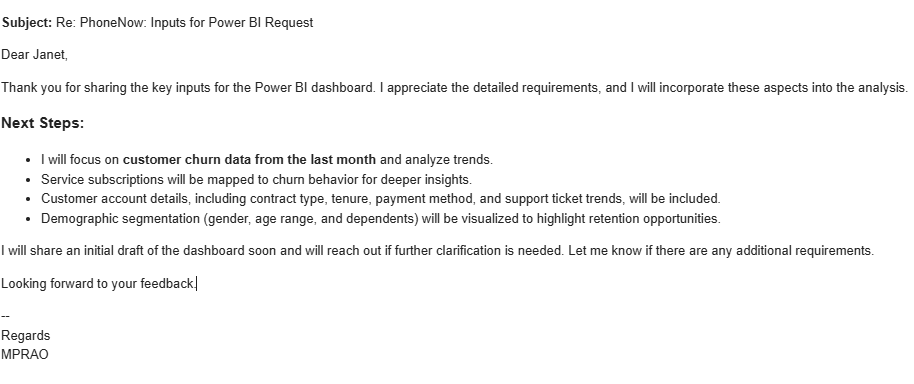 Subject: Re: PhoneNow: Inputs for Power BI Request
Dear Janet,
Thank you for sharing the key inputs for the Power BI dashboard. I appreciate the detailed requirements, and I will incorporate these aspects into the analysis.
Next Steps:
• I will focus on customer churn data from the last month and analyze trends.
• Service subscriptions will be mapped to churn behavior for deeper insights.
• Customer account details, including contract type, tenure, payment method, and support ticket trends, will be included.
• Demographic segmentation (gender, age range, and dependents) will be visualized to highlight retention opportunities.
I will share an initial draft of the dashboard soon and will reach out if further clarification is needed. Let me know if there are any additional requirements.
Looking forward to your feedback.
--
Regards
MPRAO